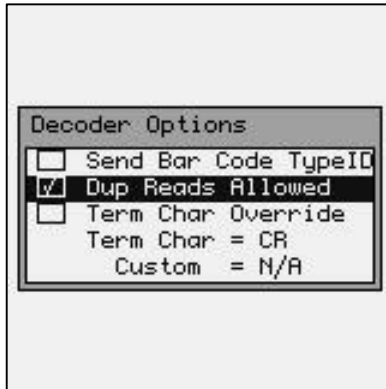 Decoder Options
Send Bar Code TypeID
Dup Reads Allowed
Term Char Override
Term Char = CR
Custom = N/A